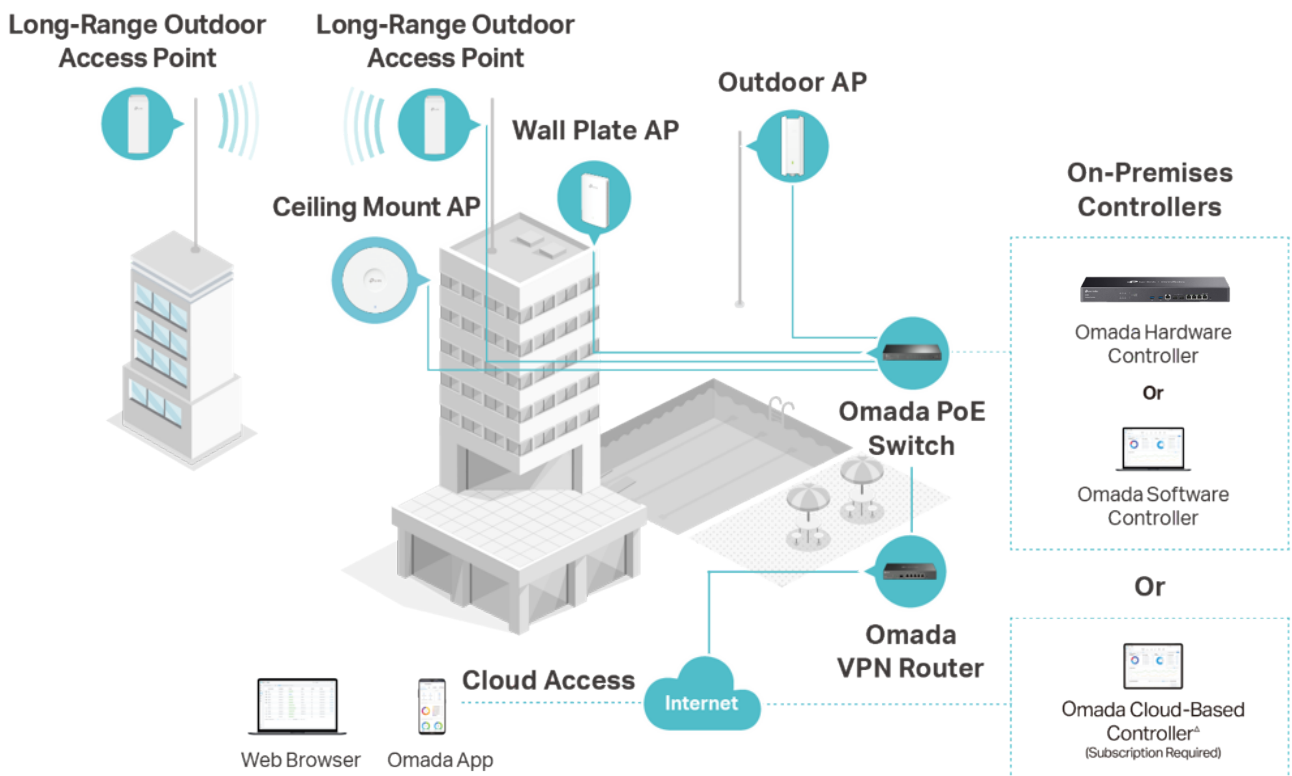 Long-Range Outdoor
Access Point
Long-Range Outdoor
Access Point
Outdoor AP
Wall Plate AP
Ceiling Mount AP
On-Premises
Controllers
Omada Hardware
Controller
Or
Omada PoE
Switch
Omada Software
Controller
Or
Omada
VPN Router
Cloud Access
Internet
Omada Cloud-Based
Controller△
(Subscription Required)
Web Browser
Omada App